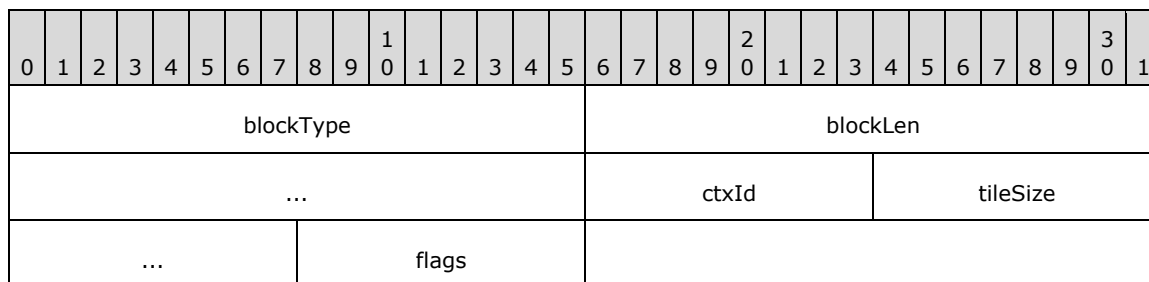 1 2 3
0 1 2 3 4 5 6 7 8 9 0 1 2 3 4 5 6 7 8 9 0 1 2 3 4 5 6 7 8 9 0 1
blockType blockLen
... ctxId tileSize
... flags